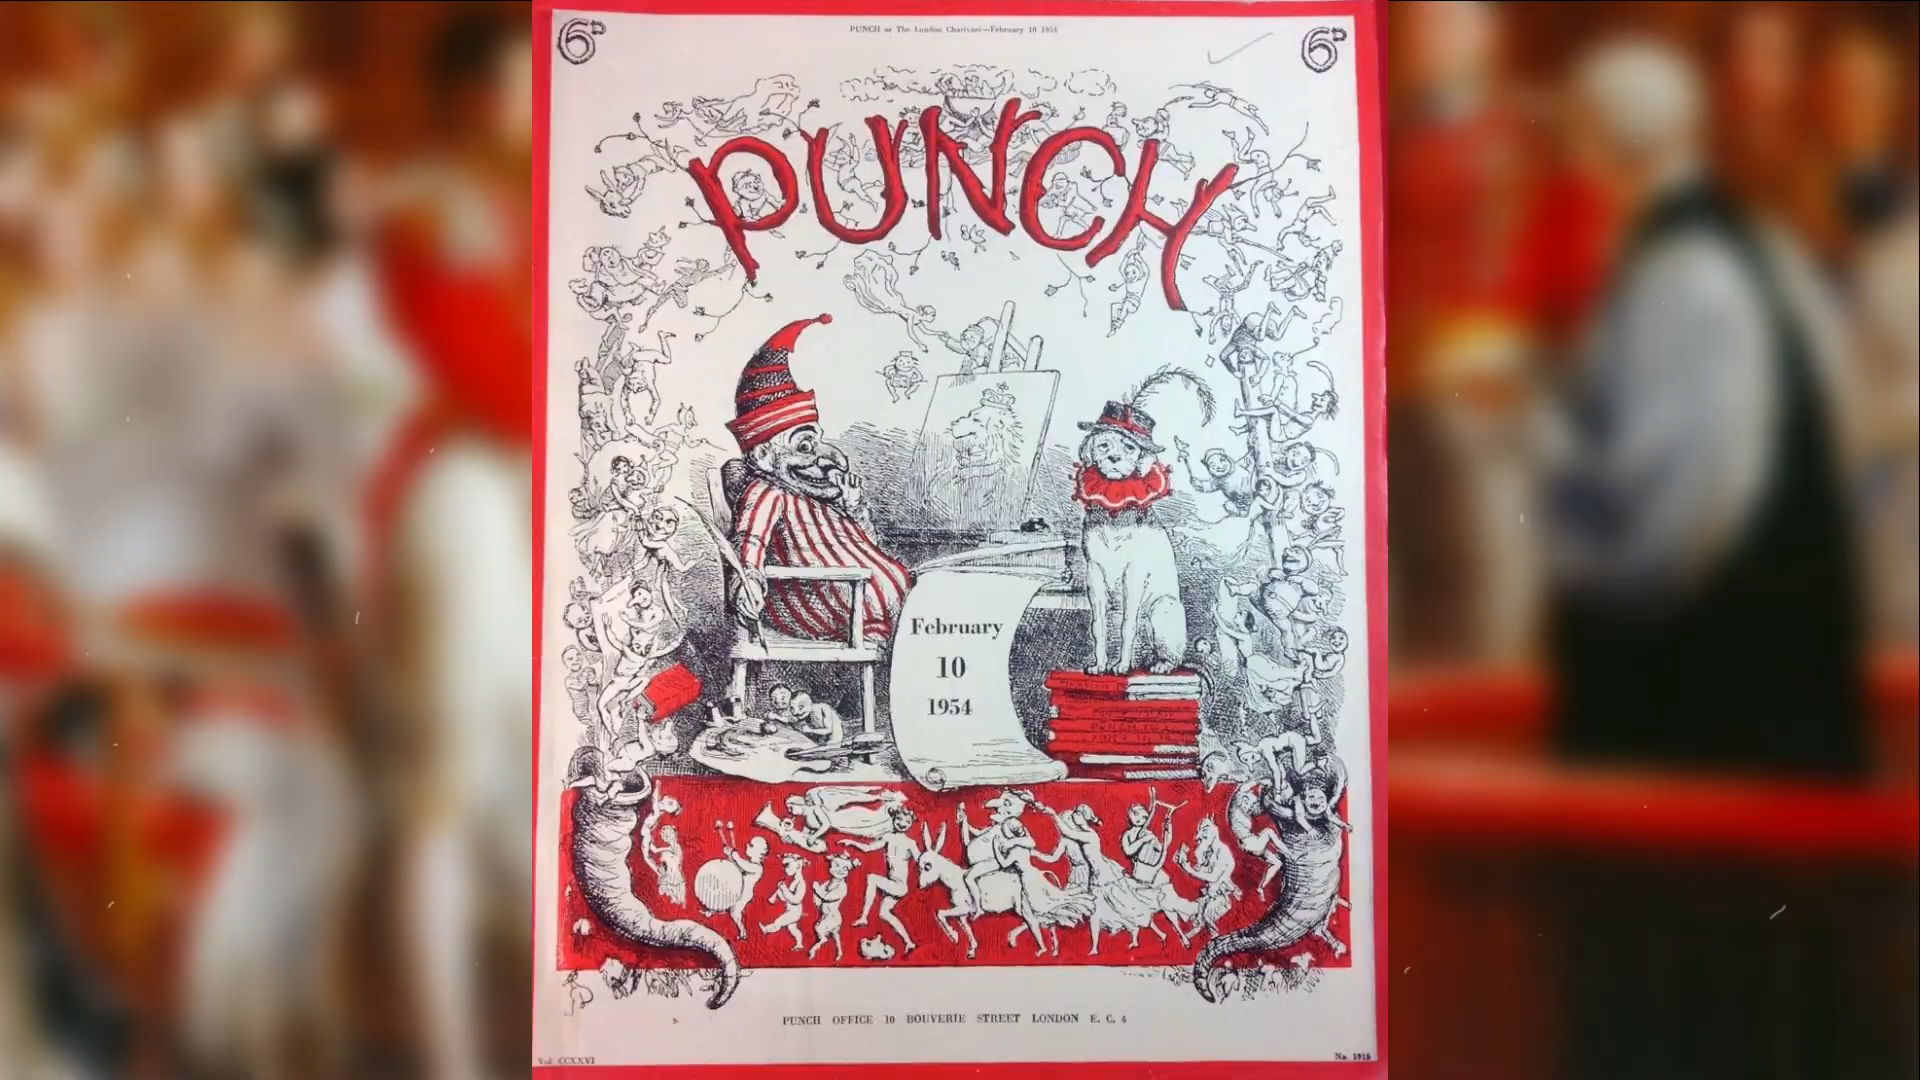 PUNCH or The London Charivari—February 10 1954
6D
6D
PUNCH
February
10
1954
PUNCH OFFICE 10 BOUVERIE STREET LONDON E. C. 4
Vol. CCXXVI
No. 5916